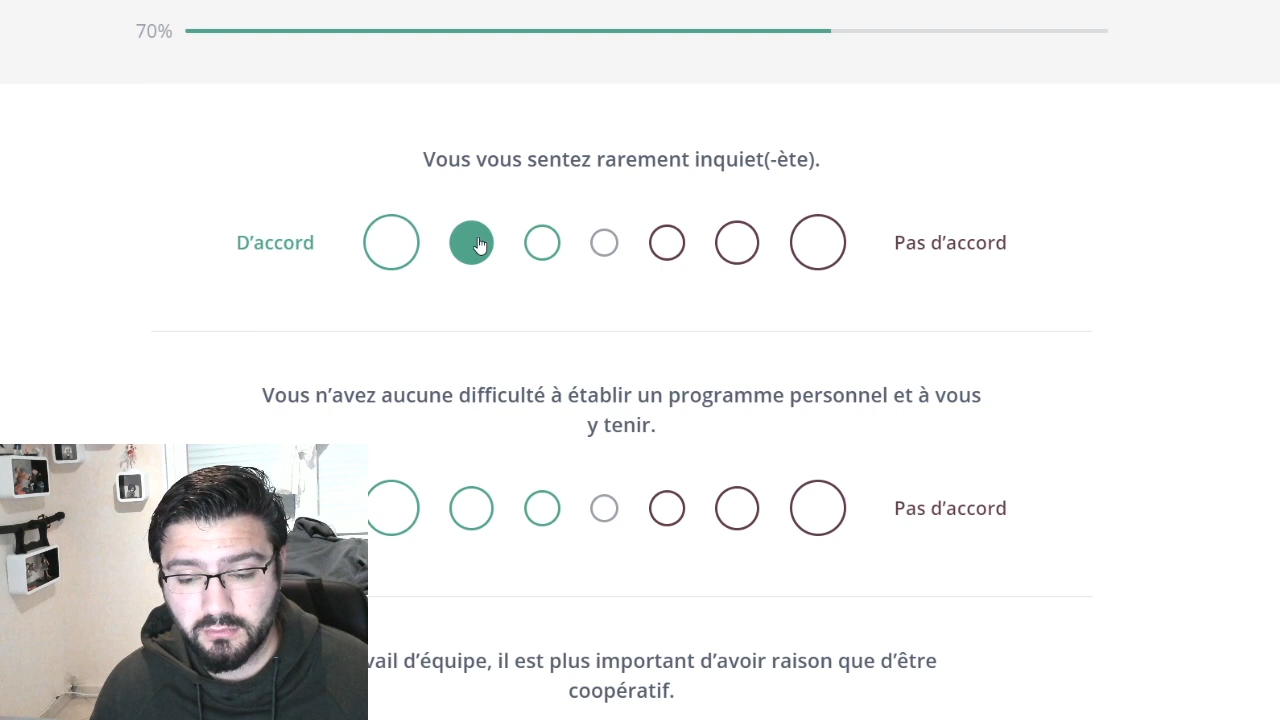 70%
Vous vous sentez rarement inquiet(-ète).
D’accord
Pas d’accord
Vous n’avez aucune difficulté à établir un programme personnel et à vous
y tenir.
Pas d’accord
d’équipe, il est plus important d’avoir raison que d’être
coopératif.